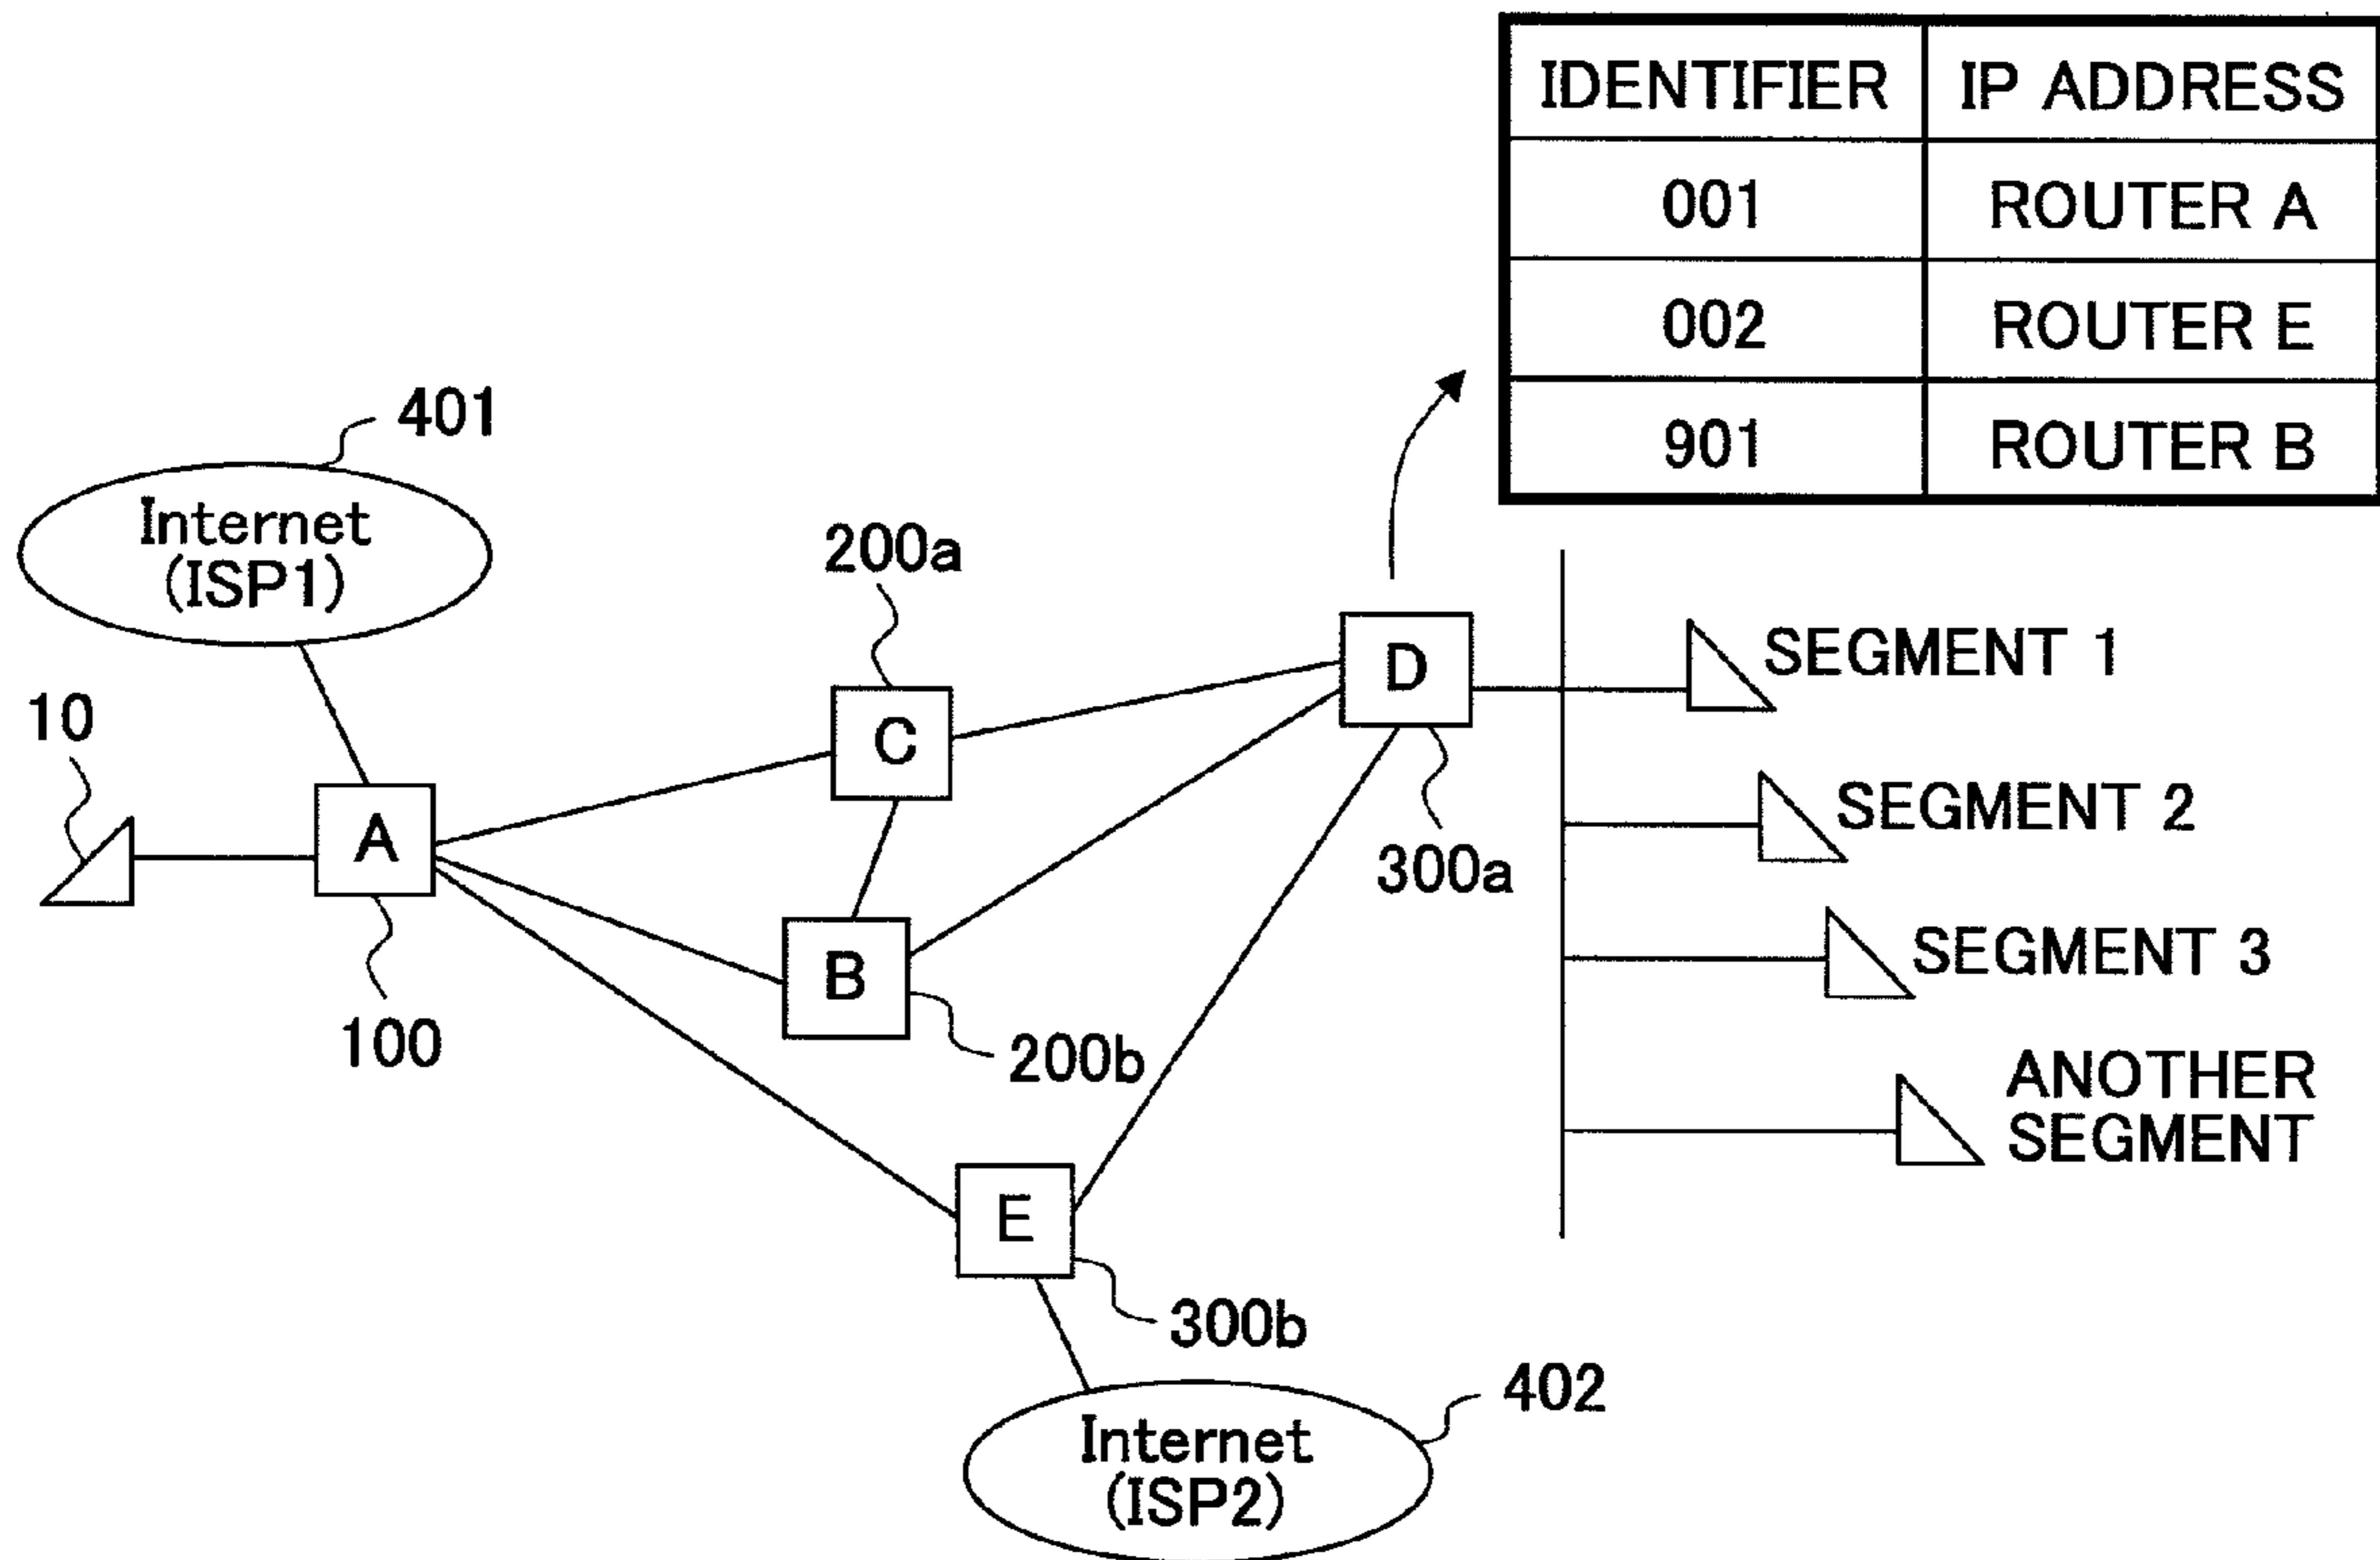 IDENTIFIER IP ADDRESS
001 ROUTER A
002 ROUTER E
901 ROUTER B
401
Internet
(ISP1)
200a
10
C
D
SEGMENT 1
A
SEGMENT 2
300a
B
SEGMENT 3
100
200b
ANOTHER
SEGMENT
E
300b
402
Internet
(ISP2)